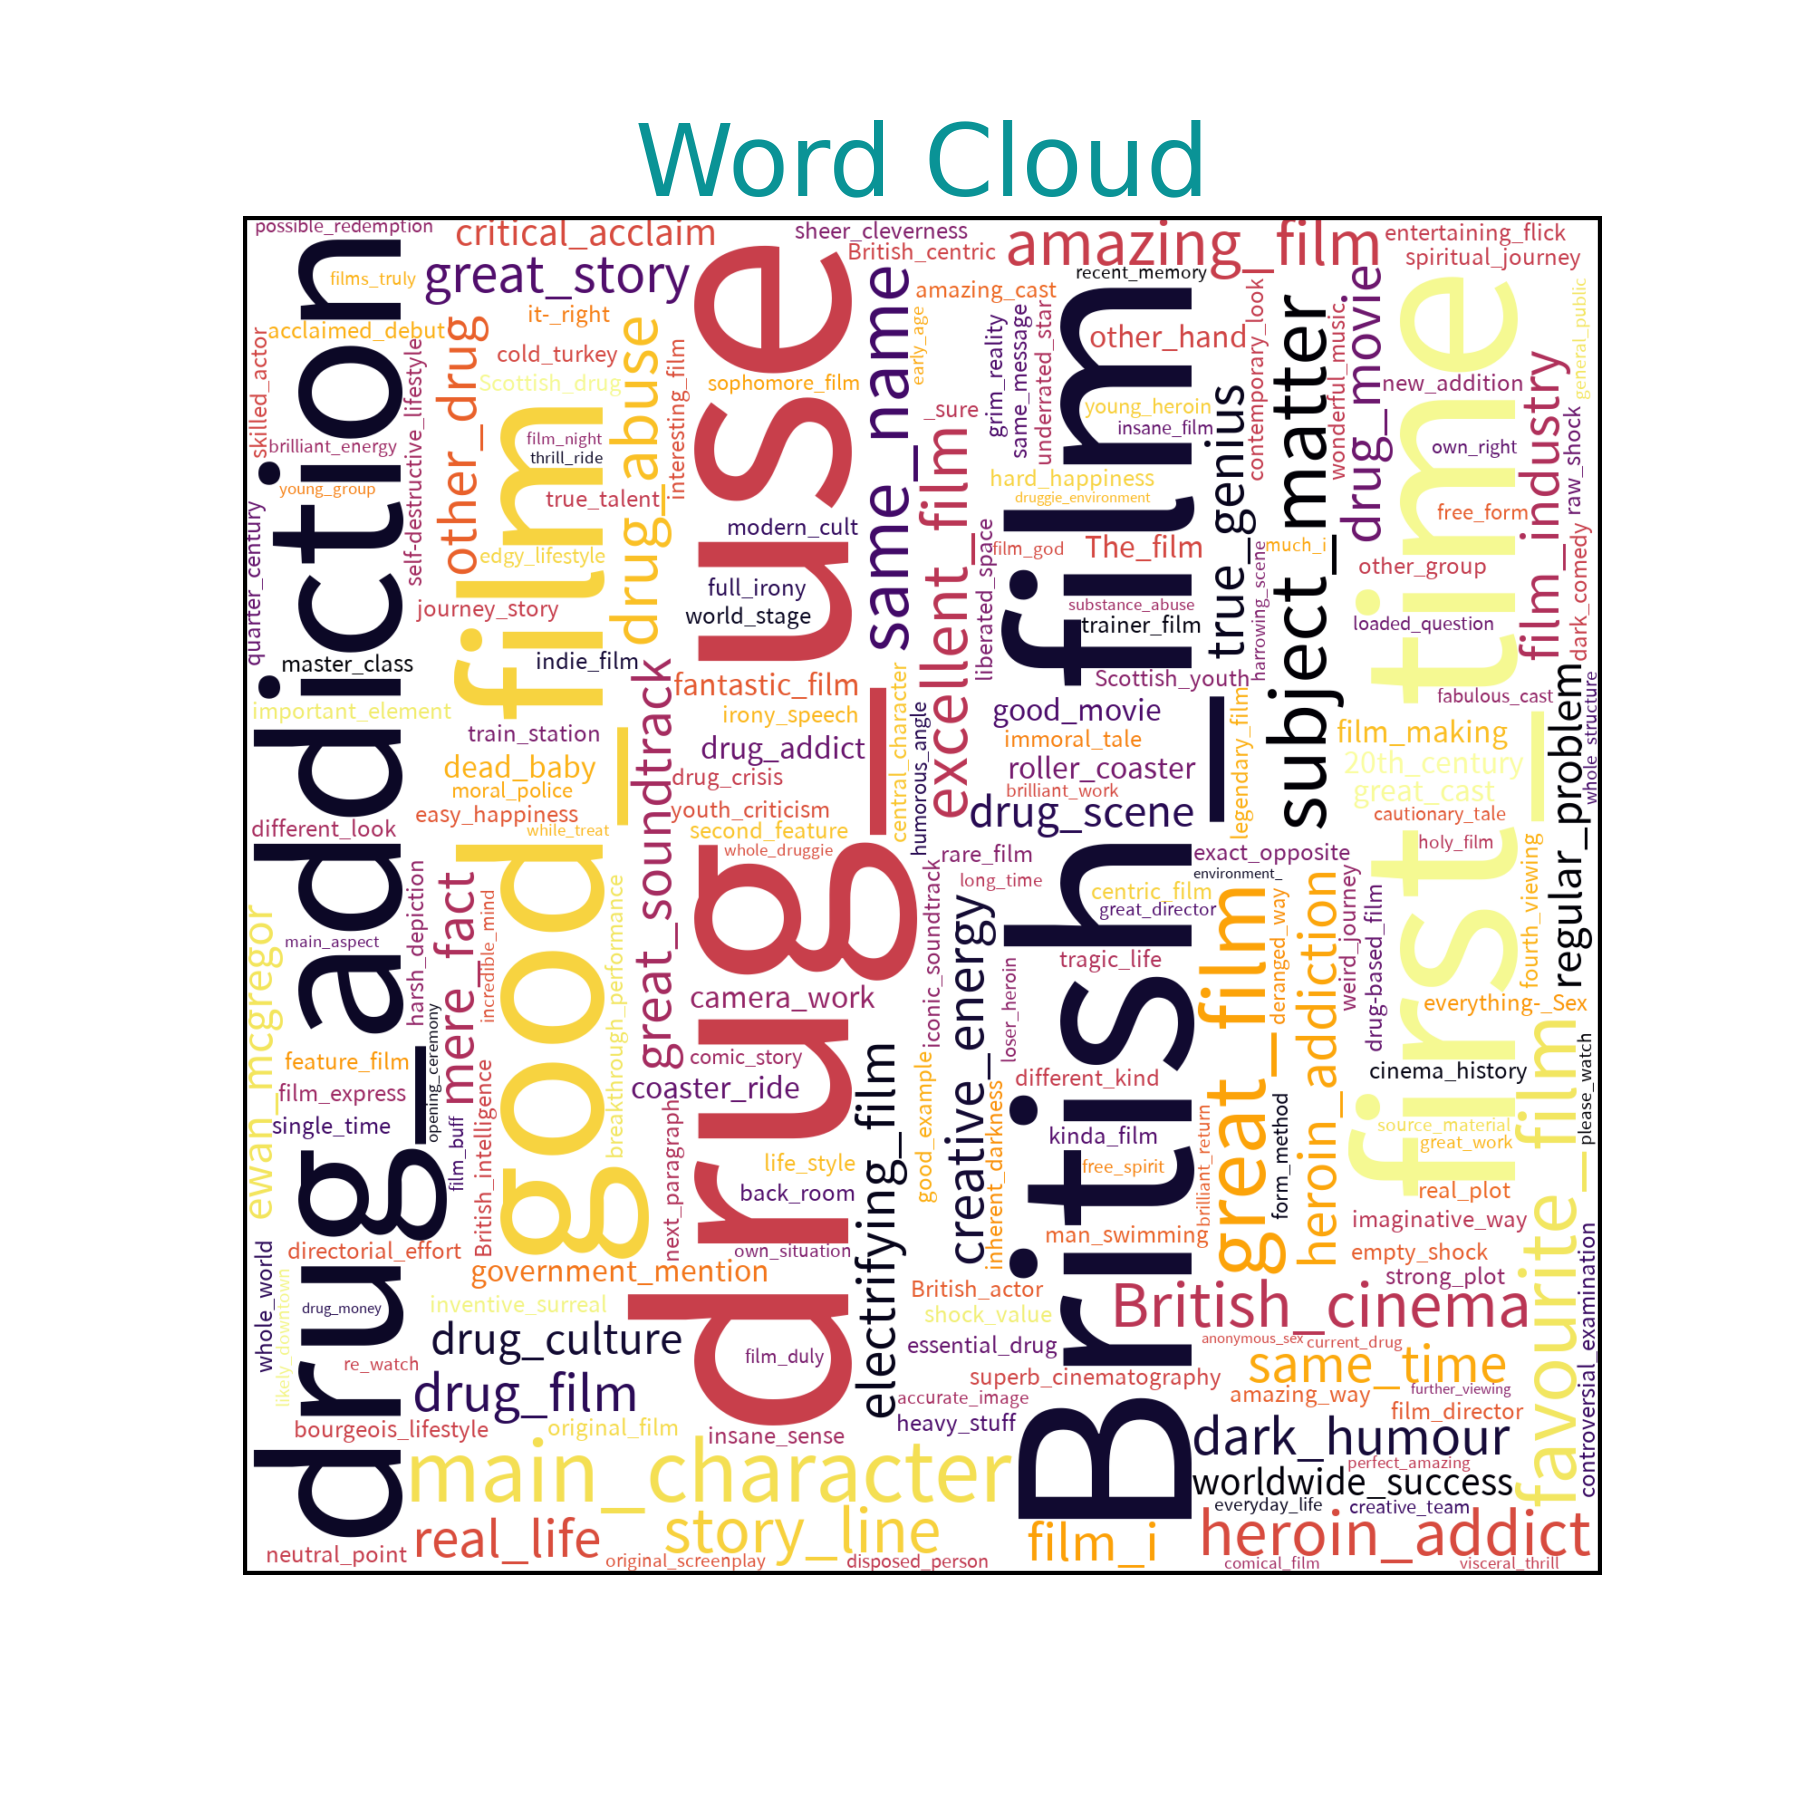 Word Cloud
possible_redemption
critical_acclaim
sheer_cleverness
British_centric
amazing_film
entertaining_flick
spiritual_journey
films_truly
great_story
recent_memory
amazing_cast
it-_right
acclaimed_debut
cold_turkey
Scottish_drug
sophomore_film
other_hand
new_addition
young_heroin
insane_film
_sure
brilliant_energy
film_night
thrill_ride
own_right
young_group
true_talent
hard_happiness
druggie_environment
free_form
modern_cult
edgy_lifestyle
film_god
The_film
much_i
other_group
full_irony
world_stage
journey_story
substance_abuse
trainer_film
loaded_question
master_class
indie_film
fantastic_film
Scottish_youth
fabulous_cast
important_element
irony_speech
good_movie
immoral_tale
film_making
train_station
drug_addict
dead_baby
drug_crisis
roller_coaster
20th_century
moral_police
brilliant_work
great_cast
easy_happiness
youth_criticism
drug_scene
cautionary_tale
different_look
while_treat
second_feature
whole_druggie
rare_film
exact_opposite
holy_film
long_time
environment_
centric_film
great_director
main_aspect
tragic_life
camera_work
everything-_Sex
feature_film
comic_story
cinema_history
film_express
coaster_ride
different_kind
single_time
kinda_film
source_material
great_work
life_style
free_spirit
back_room
real_plot
man_swimming
imaginative_way
directorial_effort
own_situation
empty_shock
government_mention
strong_plot
British_actor
drug_money
inventive_surreal
shock_value
British_cinema
drug_culture
essential_drug
anonymous_sex
current_drug
film_duly
re_watch
same_time
superb_cinematography
drug_film
accurate_image
amazing_way
further_viewing
film_director
bourgeois_lifestyle
original_film
insane_sense
heavy_stuff
dark_humour
perfect_amazing
main_character
worldwide_success
everyday_life
creative_team
real_life
story_line
film_i
heroin_addict
neutral_point
original_screenplay
disposed_person
comical_film
visceral_thrill
drug_addiction
good_film
drug_use
British_film
first_time
skilled_actor
quarter_century
ewan_mcgregor
whole_world
likely_downtown
self-destructive_lifestyle
other_drug
drug_abuse
interesting_film
great_soundtrack
mere_fact
harsh_depiction
opening_ceremony
incredible_mind
film_buff
British_intelligence
breakthrough_performance
next_paragraph
same_name
early_age
excellent_film
central_character
humorous_angle
liberated_space
grim_reality
same_message
underrated_star
iconic_soundtrack
creative_energy
loser_heroin
good_example
inherent_darkness
electrifying_film
true_genius
contemporary_look
harrowing_scene
subject_matter
wonderful_music
drug_movie
legendary_film
great_film
deranged_way
heroin_addiction
weird_journey
drug-based_film
form_method
brilliant_return
film_industry
general_public
raw_shock
dark_comedy
whole_structure
regular_problem
fourth_viewing
favourite_film
please_watch
controversial_examination